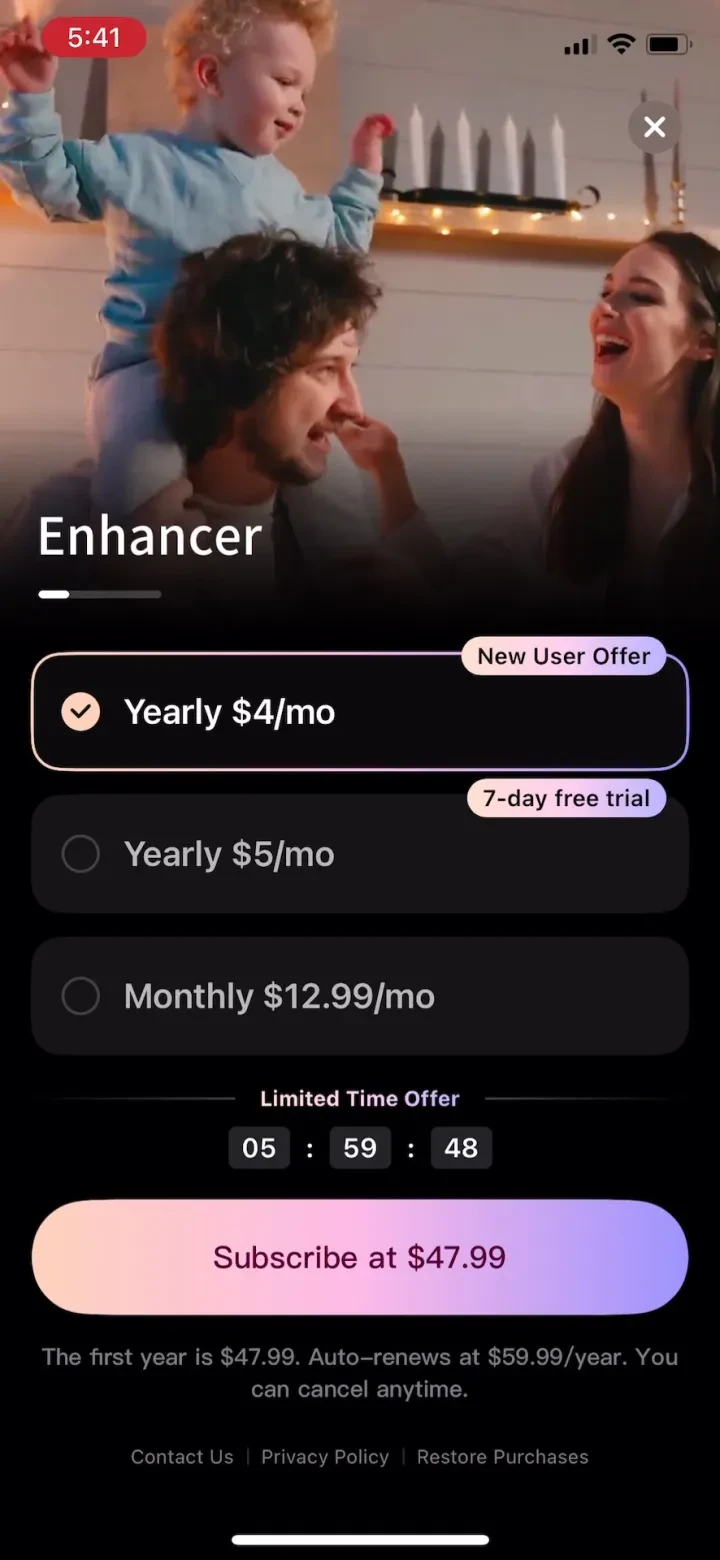 5:41
Enhancer
New User Offer
Yearly $4/mo
7-day free trial
Yearly $5/mo
Monthly $12.99/mo
Limited Time Offer
05 : 59 : 48
Subscribe at $47.99
The first year is $47.99. Auto–renews at $59.99/year. You
can cancel anytime.
Contact Us | Privacy Policy | Restore Purchases